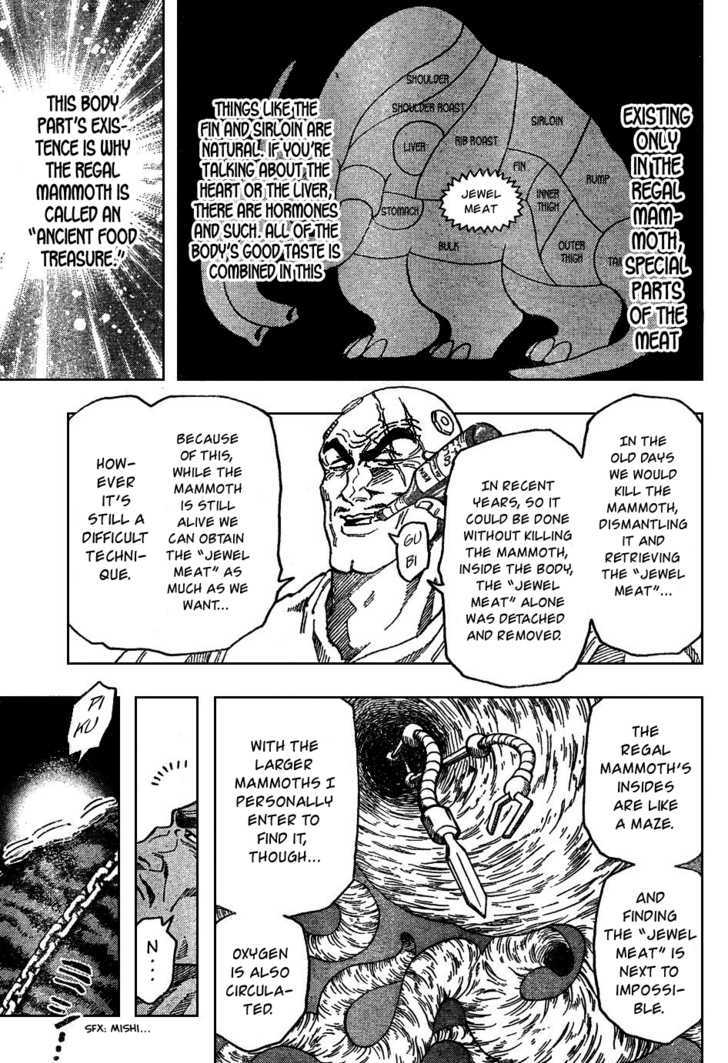 EXISTING
ONLY
IN THE
REGAL
MAM-
MOTH,
SPECIAL
PARTS
OF THE
MEAT
SHOULDER
SHOULDER ROAST
LIVER
RIB ROAST
SIRLOIN
FIN
RUMP
STOMACH
JEWEL
MEAT
INNER
THIGH
BULK
OUTER
THIGH
THINGS LIKE THE
FIN AND SIRLOIN ARE
NATURAL. IF YOU'RE
TALKING ABOUT THE
HEART OR THE LIVER,
THERE ARE HORMONES
AND SUCH. ALL OF THE
BODY'S GOOD TASTE IS
COMBINED IN THIS
THIS BODY
PART'S EXIS-
TENCE IS WHY
THE REGAL
MAMMOTH IS
CALLED AN
"ANCIENT FOOD
TREASURE."
IN THE
OLD DAYS
WE WOULD
KILL THE
MAMMOTH,
DISMANTLING
IT AND
RETRIEVING
THE "JEWEL
MEAT"...
IN RECENT
YEARS, SO IT
COULD BE DONE
WITHOUT KILLING
THE MAMMOTH,
INSIDE THE BODY,
THE "JEWEL
MEAT" ALONE
WAS DETACHED
AND REMOVED.
GU
BI
BECAUSE
OF THIS,
WHILE THE
MAMMOTH
IS STILL
ALIVE WE
CAN OBTAIN
THE "JEWEL
MEAT" AS
MUCH AS WE
WANT...
HOW-
EVER
IT'S
STILL A
DIFFICULT
TECHNI-
QUE.
THE
REGAL
MAMMOTH'S
INSIDES
ARE LIKE
A MAZE.
AND
FINDING
THE "JEWEL
MEAT" IS
NEXT TO
IMPOSSI-
BLE.
WITH THE
LARGER
MAMMOTHS I
PERSONALLY
ENTER TO
FIND IT,
THOUGH...
OXYGEN
IS ALSO
CIRCULA-
TED.
N...
PI
KU
SFX: MISHI...